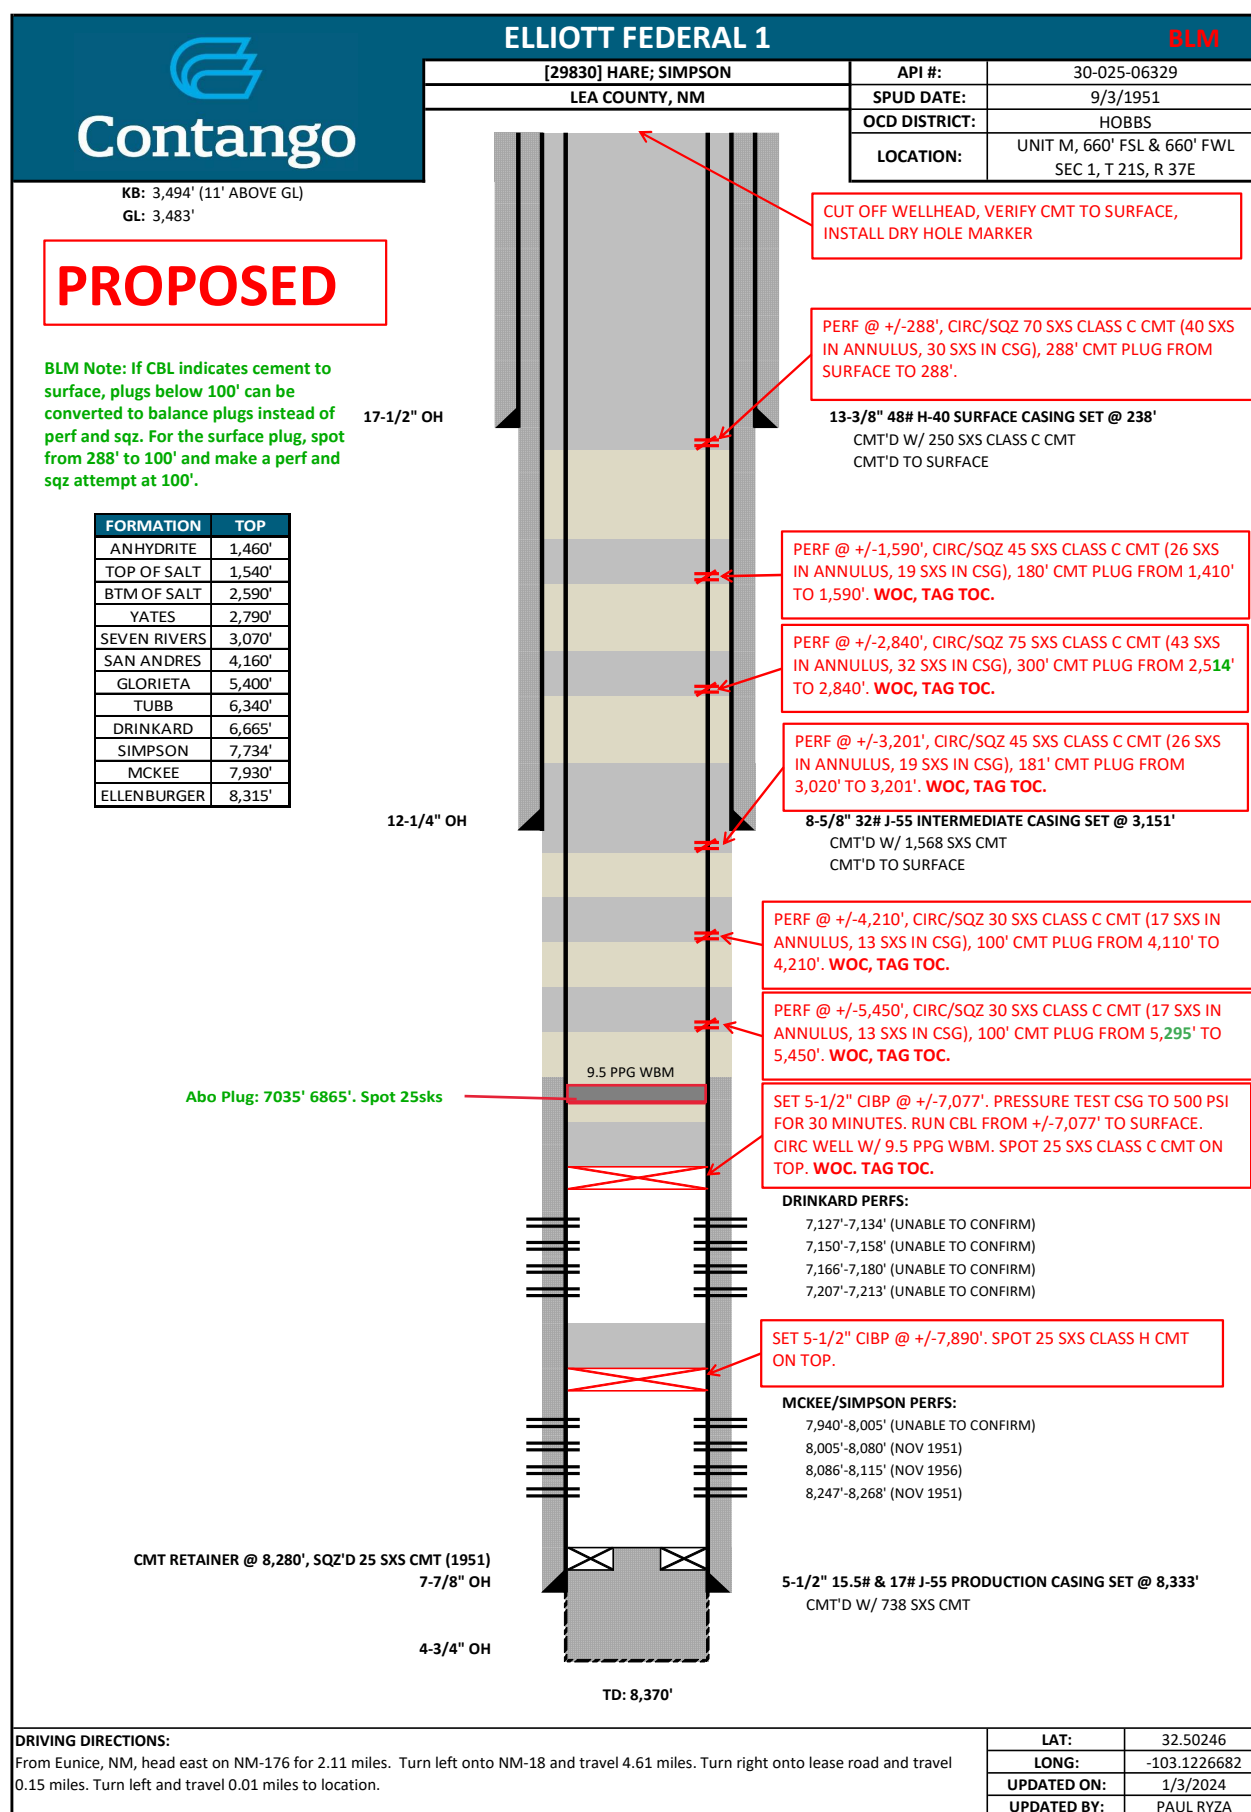 ELLIOTT FEDERAL 1
BLM
Contango
[29830] HARE; SIMPSON
LEA COUNTY, NM
API #: 30-025-06329
SPUD DATE: 9/3/1951
OCD DISTRICT: HOBBS
LOCATION: UNIT M, 660' FSL & 660' FWL
SEC 1, T 21S, R 37E
KB: 3,494' (11' ABOVE GL)
GL: 3,483'
PROPOSED
CUT OFF WELLHEAD, VERIFY CMT TO SURFACE,
INSTALL DRY HOLE MARKER
PERF @ +/-288', CIRC/SQZ 70 SXS CLASS C CMT (40 SXS
IN ANNULUS, 30 SXS IN CSG), 288' CMT PLUG FROM
SURFACE TO 288'.
BLM Note: If CBL indicates cement to
surface, plugs below 100' can be
converted to balance plugs instead of
perf and sqz. For the surface plug, spot
from 288' to 100' and make a perf and
sqz attempt at 100'.
17-1/2" OH
13-3/8" 48# H-40 SURFACE CASING SET @ 238'
CMT'D W/ 250 SXS CLASS C CMT
CMT'D TO SURFACE
FORMATION TOP
ANHYDRITE 1,460'
TOP OF SALT 1,540'
BTM OF SALT 2,590'
YATES 2,790'
SEVEN RIVERS 3,070'
SAN ANDRES 4,160'
GLORIETA 5,400'
TUBB 6,340'
DRINKARD 6,665'
SIMPSON 7,734'
MCKEE 7,930'
ELLENBURGER 8,315'
PERF @ +/-1,590', CIRC/SQZ 45 SXS CLASS C CMT (26 SXS
IN ANNULUS, 19 SXS IN CSG), 180' CMT PLUG FROM 1,410'
TO 1,590'. WOC, TAG TOC.
PERF @ +/-2,840', CIRC/SQZ 75 SXS CLASS C CMT (43 SXS
IN ANNULUS, 32 SXS IN CSG), 300' CMT PLUG FROM 2,514'
TO 2,840'. WOC, TAG TOC.
PERF @ +/-3,201', CIRC/SQZ 45 SXS CLASS C CMT (26 SXS
IN ANNULUS, 19 SXS IN CSG), 181' CMT PLUG FROM
3,020' TO 3,201'. WOC, TAG TOC.
12-1/4" OH
8-5/8" 32# J-55 INTERMEDIATE CASING SET @ 3,151'
CMT'D W/ 1,568 SXS CMT
CMT'D TO SURFACE
PERF @ +/-4,210', CIRC/SQZ 30 SXS CLASS C CMT (17 SXS IN
ANNULUS, 13 SXS IN CSG), 100' CMT PLUG FROM 4,110' TO
4,210'. WOC, TAG TOC.
PERF @ +/-5,450', CIRC/SQZ 30 SXS CLASS C CMT (17 SXS IN
ANNULUS, 13 SXS IN CSG), 100' CMT PLUG FROM 5,295' TO
5,450'. WOC, TAG TOC.
9.5 PPG WBM
Abo Plug: 7035' 6865'. Spot 25sks
SET 5-1/2" CIBP @ +/-7,077'. PRESSURE TEST CSG TO 500 PSI
FOR 30 MINUTES. RUN CBL FROM +/-7,077' TO SURFACE.
CIRC WELL W/ 9.5 PPG WBM. SPOT 25 SXS CLASS C CMT ON
TOP. WOC. TAG TOC.
DRINKARD PERFS:
7,127'-7,134' (UNABLE TO CONFIRM)
7,150'-7,158' (UNABLE TO CONFIRM)
7,166'-7,180' (UNABLE TO CONFIRM)
7,207'-7,213' (UNABLE TO CONFIRM)
SET 5-1/2" CIBP @ +/-7,890'. SPOT 25 SXS CLASS H CMT
ON TOP.
MCKEE/SIMPSON PERFS:
7,940'-8,005' (UNABLE TO CONFIRM)
8,005'-8,080' (NOV 1951)
8,086'-8,115' (NOV 1956)
8,247'-8,268' (NOV 1951)
CMT RETAINER @ 8,280', SQZ'D 25 SXS CMT (1951)
7-7/8" OH
5-1/2" 15.5# & 17# J-55 PRODUCTION CASING SET @ 8,333'
CMT'D W/ 738 SXS CMT
4-3/4" OH
TD: 8,370'
DRIVING DIRECTIONS:
From Eunice, NM, head east on NM-176 for 2.11 miles. Turn left onto NM-18 and travel 4.61 miles. Turn right onto lease road and travel
0.15 miles. Turn left and travel 0.01 miles to location.
LAT: 32.50246
LONG: -103.1226682
UPDATED ON: 1/3/2024
UPDATED BY: PAUL RYZA